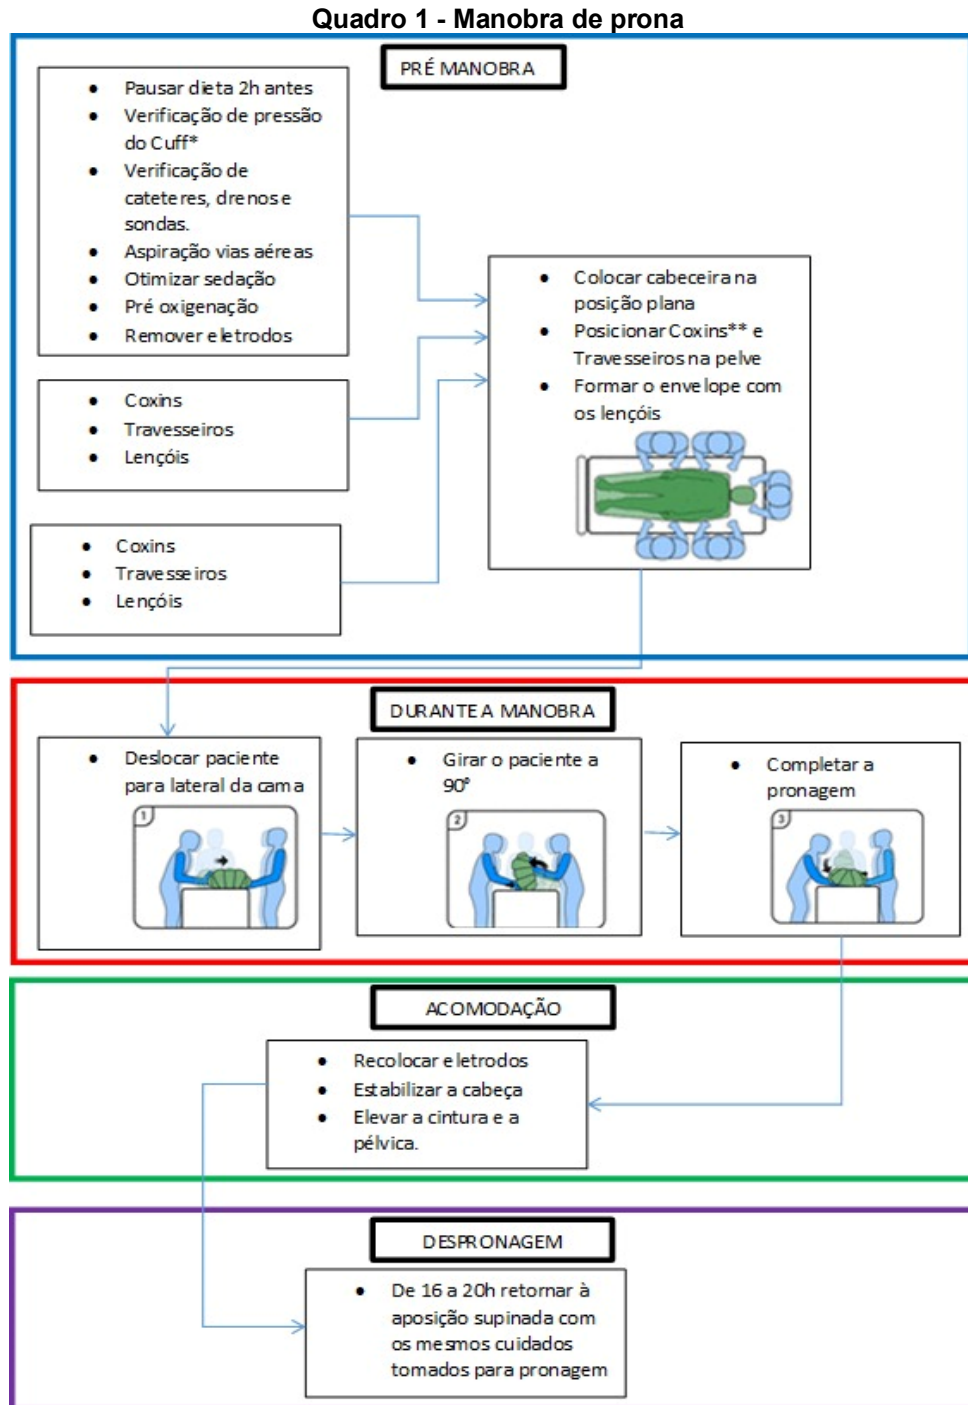 Quadro 1 - Manobra de prona
PRÉ MANOBRA
• Pausar dieta 2h antes
• Verificação de pressão
do Cuff*
• Verificação de
cateteres, drenos e
sondas.
• Aspiração vias aéreas
• Otimizar sedação
• Pré oxigenação
• Remover eletrodos
• Coxins
• Travesseiros
• Lençóis
• Coxins
• Travesseiros
• Lençóis
• Colocar cabeceira na
posição plana
• Posicionar Coxins** e
Travesseiros na pelve
• Formar o envelope com
os lençóis
DURANTE A MANOBRA
• Deslocar paciente
para lateral da cama
1
• Girar o paciente a
90°
2
• Completar a
pronagem
3
ACOMODAÇÃO
• Recolocar eletrodos
• Estabilizar a cabeça
• Elevar a cintura e a
pélvica.
DESPRONAGEM
• De 16 a 20h retornar à
aposição supinada com
os mesmos cuidados
tomados para pronagem